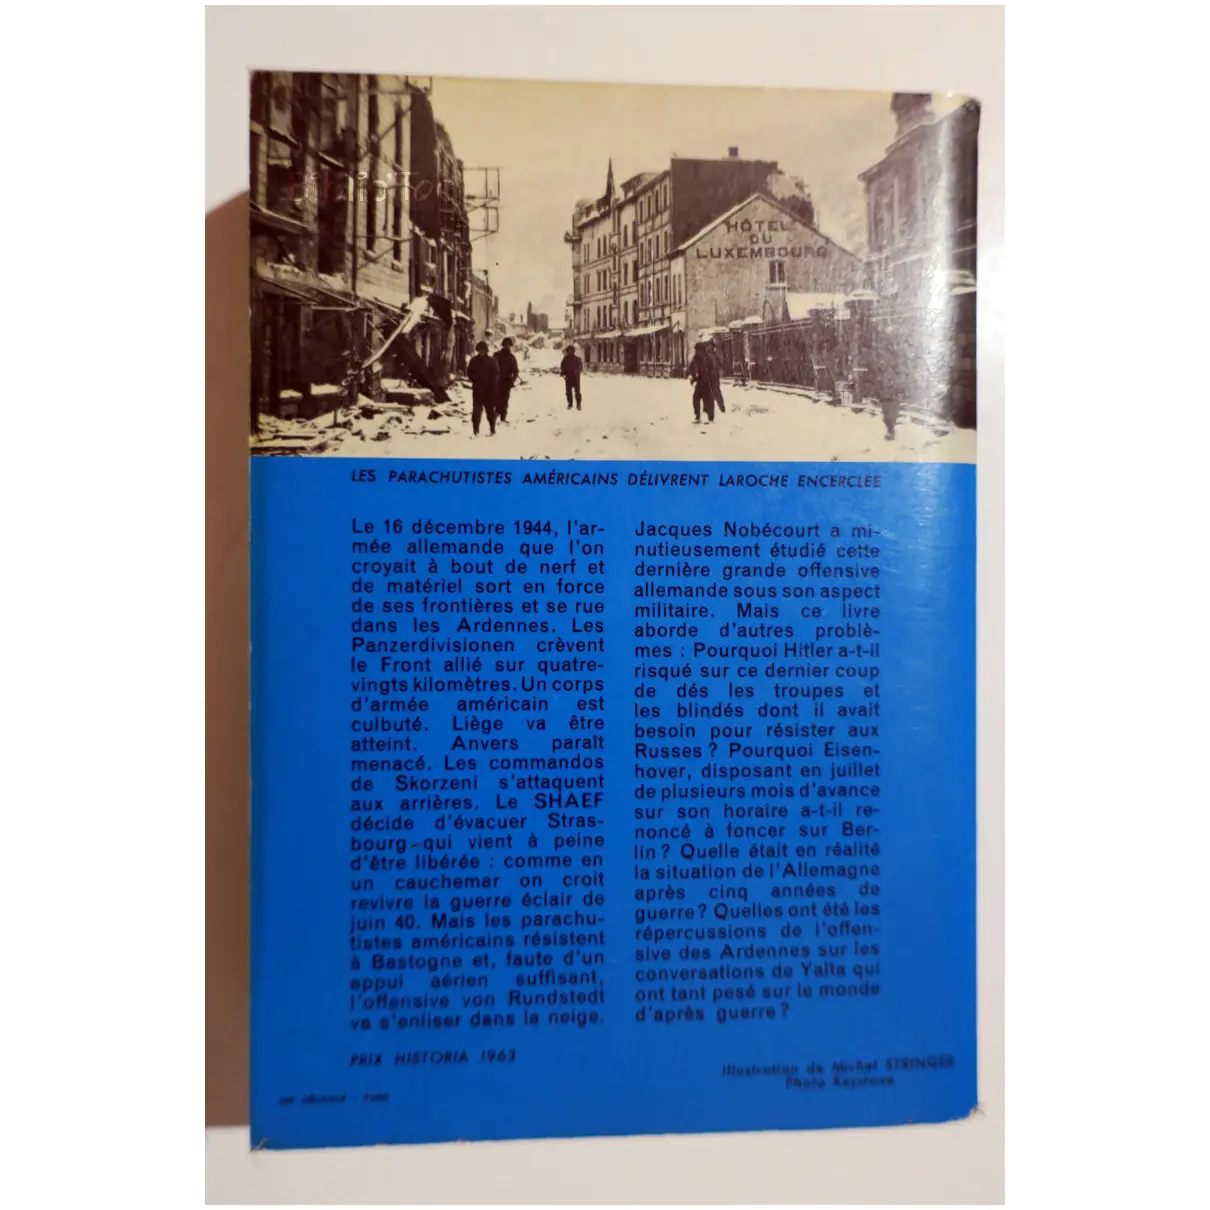 HÔTEL
DU
LUXEMBOURG
LES PARACHUTISTES AMÉRICAINS DÉLIVRENT LAROCHE ENCERCLÉE
Le 16 décembre 1944, l'ar-
mée allemande que l'on
croyait à bout de nerf et
de matériel sort en force
de ses frontières et se rue
dans les Ardennes. Les
Panzerdivisionen crèvent
le Front allié sur quatre-
vingts kilomètres. Un corps
d'armée américain est
culbuté. Liège va être
atteint. Anvers paraît
menacé. Les commandos
de Skorzeni s'attaquent
aux arrières. Le SHAEF
décide d'évacuer Stras-
bourg qui vient à peine
d'être libérée : comme en
un cauchemar on croit
revivre la guerre éclair de
juin 40. Mais les parachu-
tistes américains résistent
à Bastogne et, faute d'un
appui aérien suffisant,
l'offensive von Rundstedt
va s'enliser dans la neige.
Jacques Nobécourt a mi-
nutieusement étudié cette
dernière grande offensive
allemande sous son aspect
militaire. Mais ce livre
aborde d'autres problè-
mes : Pourquoi Hitler a-t-il
risqué sur ce dernier coup
de dés les troupes et
les blindés dont il avait
besoin pour résister aux
Russes ? Pourquoi Eisen-
hover, disposant en juillet
de plusieurs mois d'avance
sur son horaire a-t-il re-
noncé à foncer sur Ber-
lin ? Quelle était en réalité
la situation de l'Allemagne
après cinq années de
guerre ? Quelles ont été les
répercussions de l'offen-
sive des Ardennes sur les
conversations de Yalta qui
ont tant pesé sur le monde
d'après guerre ?
PRIX HISTORIA 1963
Illustration de Michel STRINGER
Photo Keystone